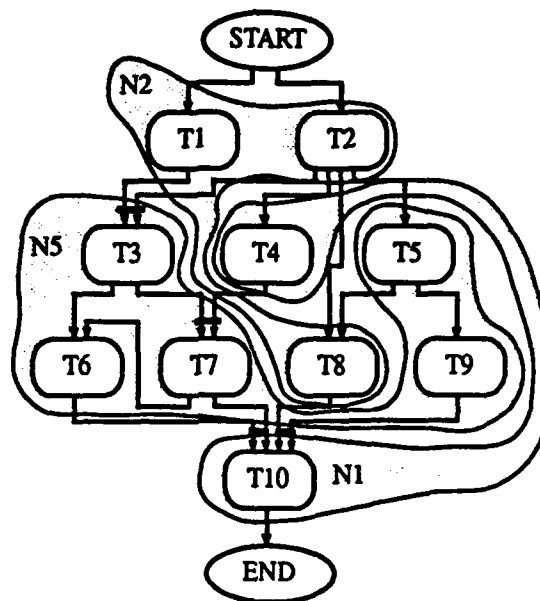 START
N2
T1 T2
N5 T3 T4 T5
T6 T7 T8 T9
T10 N1
END